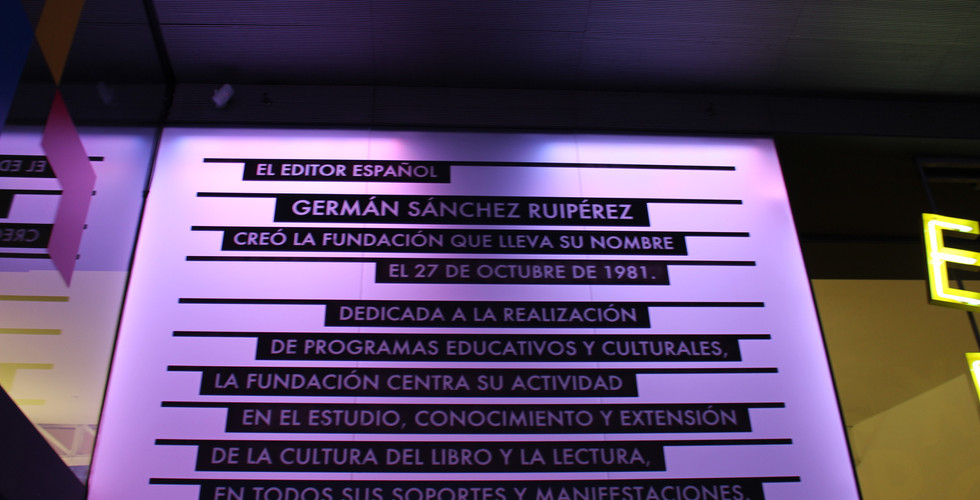 EL EDITOR ESPAÑOL
GERMÁN SÁNCHEZ RUIPÉREZ
CREÓ LA FUNDACIÓN QUE LLEVA SU NOMBRE
EL 27 DE OCTUBRE DE 1981.
DEDICADA A LA REALIZACIÓN
DE PROGRAMAS EDUCATIVOS Y CULTURALES,
LA FUNDACIÓN CENTRA SU ACTIVIDAD
EN EL ESTUDIO, CONOCIMIENTO Y EXTENSIÓN
DE LA CULTURA DEL LIBRO Y LA LECTURA,
EN TODOS SUS SOPORTES Y MANIFESTACIONES.
E